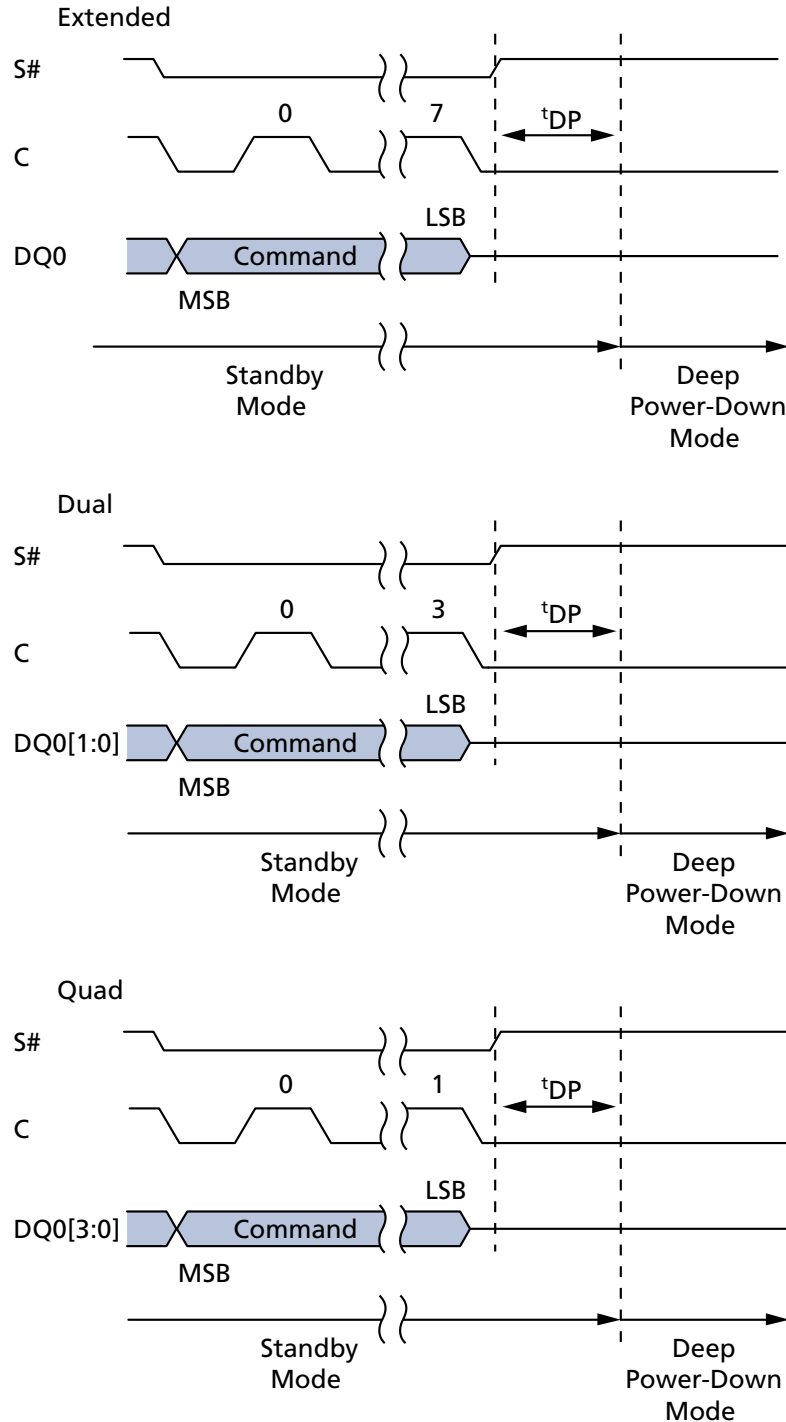 Extended
S#
0 7 tDP
C
LSB
DQ0 Command
MSB
Standby Deep
Mode Power-Down
Mode
Dual
S#
0 3 tDP
C
LSB
DQ0[1:0] Command
MSB
Standby Deep
Mode Power-Down
Mode
Quad
S#
0 1 tDP
C
LSB
DQ0[3:0] Command
MSB
Standby Deep
Mode Power-Down
Mode